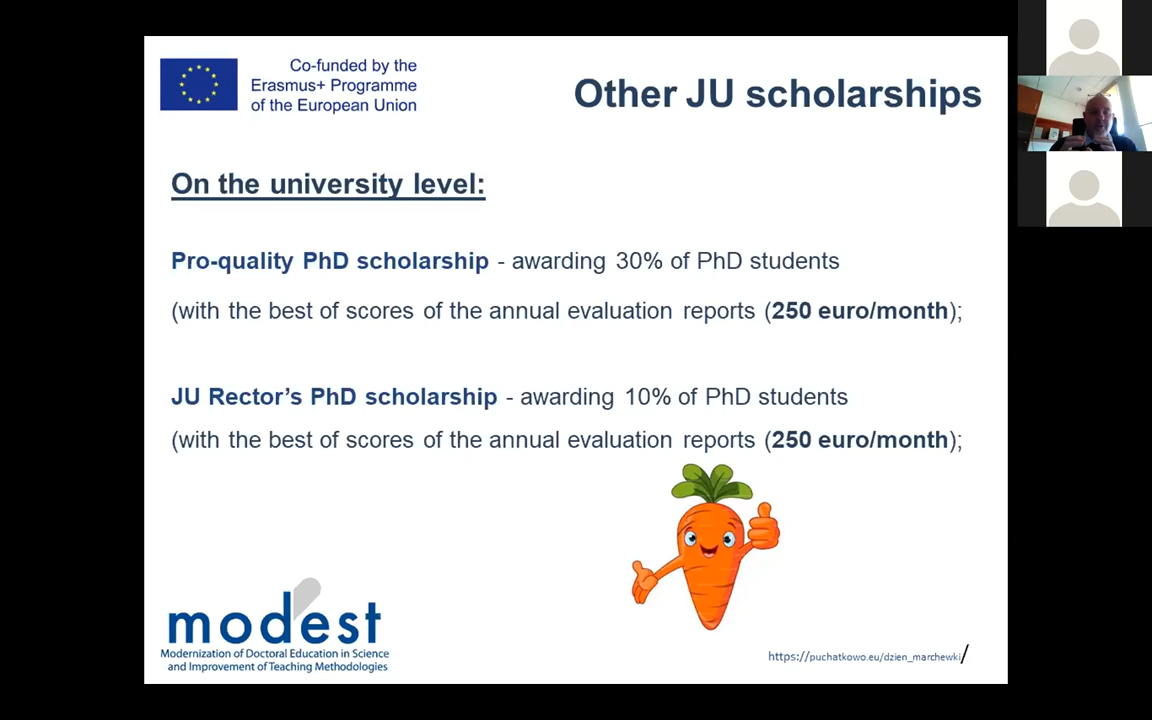 Co-funded by the
Erasmus+ Programme
of the European Union
Other JU scholarships
On the university level:
Pro-quality PhD scholarship - awarding 30% of PhD students
(with the best of scores of the annual evaluation reports (250 euro/month);
JU Rector’s PhD scholarship - awarding 10% of PhD students
(with the best of scores of the annual evaluation reports (250 euro/month);
modest
Modernization of Doctoral Education in Science
and Improvement of Teaching Methodologies
https://puchatkowo.eu/dzien_marchewki/